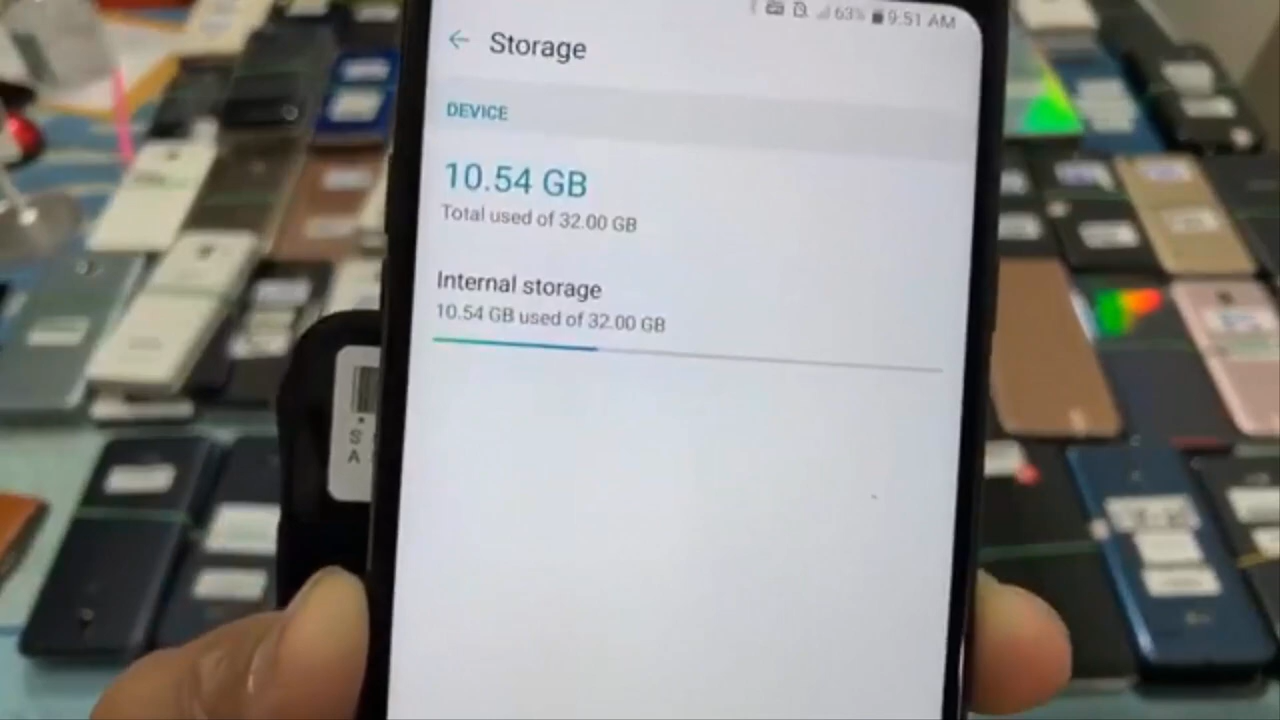 63% 9:51 AM
← Storage
DEVICE
10.54 GB
Total used of 32.00 GB
Internal storage
10.54 GB used of 32.00 GB
S
A